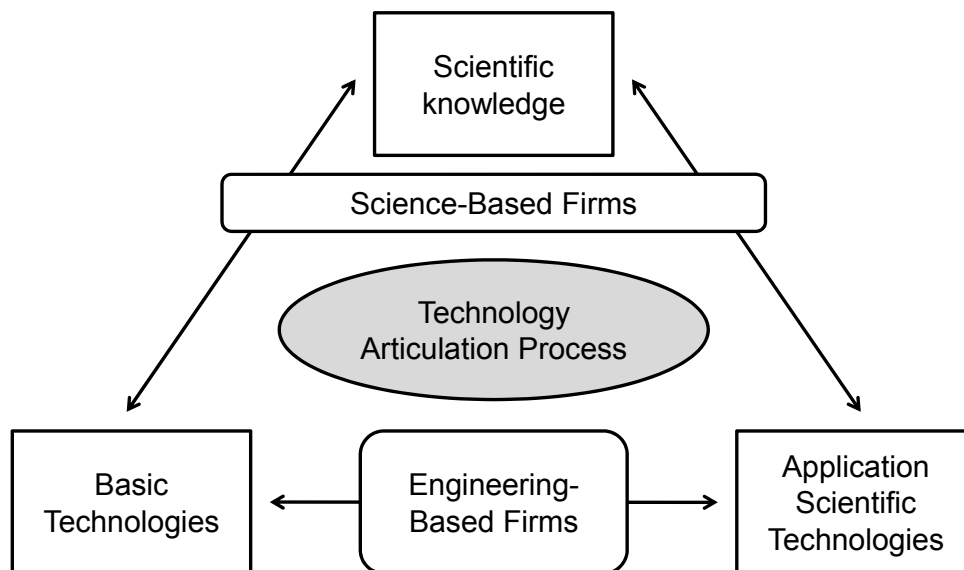 Scientific
knowledge
Science-Based Firms
Technology
Articulation Process
Basic
Technologies
Engineering-
Based Firms
Application
Scientific
Technologies